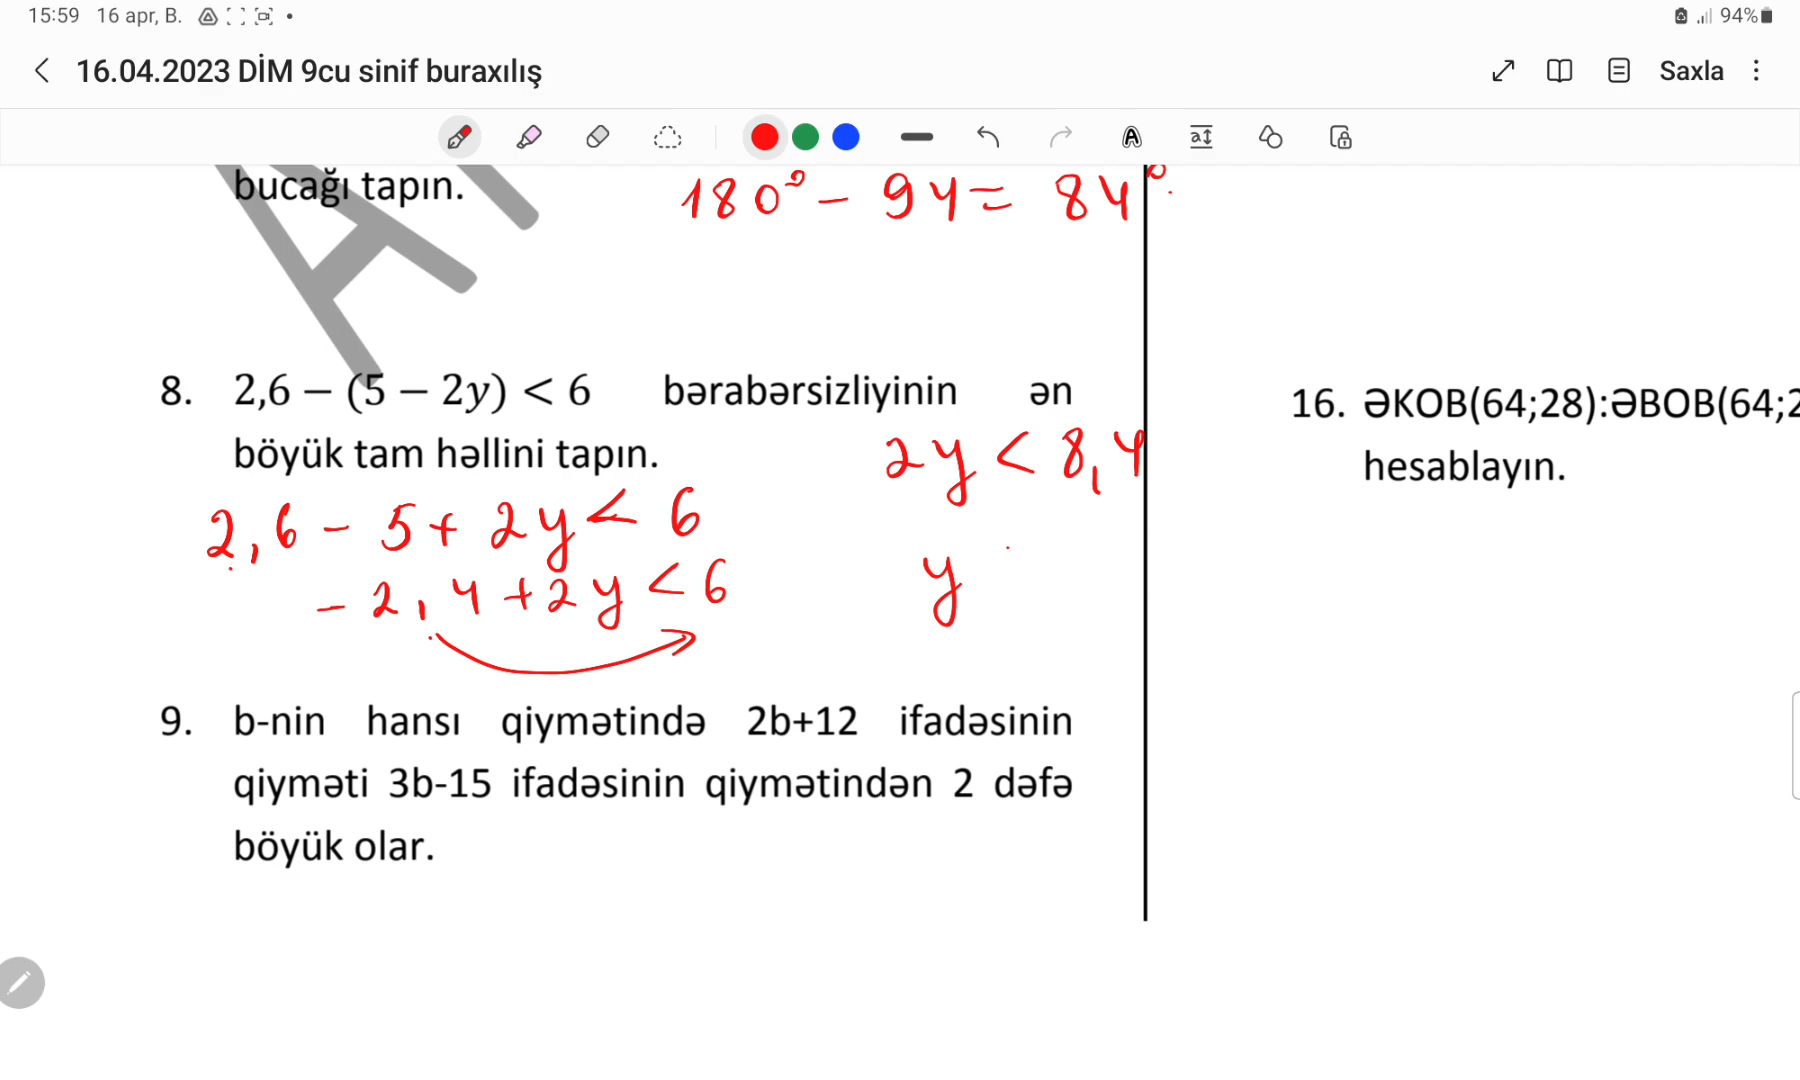 15:59 16 apr, B. •
94%
16.04.2023 DİM 9cu sinif buraxılış
Saxla
bucağı tapın.
180° - 94 = 84°.
8. 2,6 − (5 − 2y) < 6 bərabərsizliyinin ən
böyük tam həllini tapın.
2y < 8,4
2,6 - 5 + 2y < 6
- 2,4 + 2y < 6
y
9. b-nin hansı qiymətində 2b+12 ifadəsinin
qiyməti 3b-15 ifadəsinin qiymətindən 2 dəfə
böyük olar.
16. ƏKOB(64;28):ƏBOB(64;2
hesablayın.